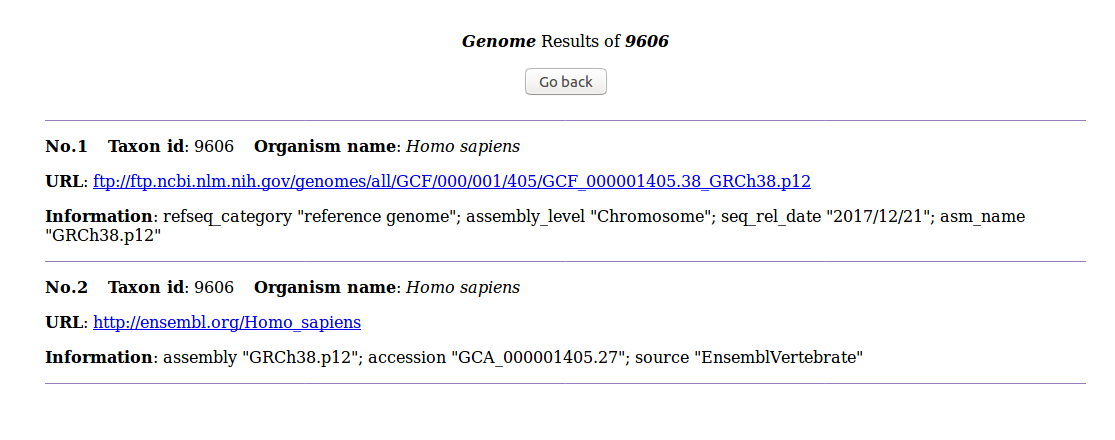 Genome Results of 9606
Go back
No.1 Taxon id: 9606 Organism name: Homo sapiens
URL: ftp://ftp.ncbi.nlm.nih.gov/genomes/all/GCF/000/001/405/GCF_000001405.38_GRCh38.p12
Information: refseq_category "reference genome"; assembly_level "Chromosome"; seq_rel_date "2017/12/21"; asm_name
"GRCh38.p12"
No.2 Taxon id: 9606 Organism name: Homo sapiens
URL: http://ensembl.org/Homo_sapiens
Information: assembly "GRCh38.p12"; accession "GCA_000001405.27"; source "EnsemblVertebrate"